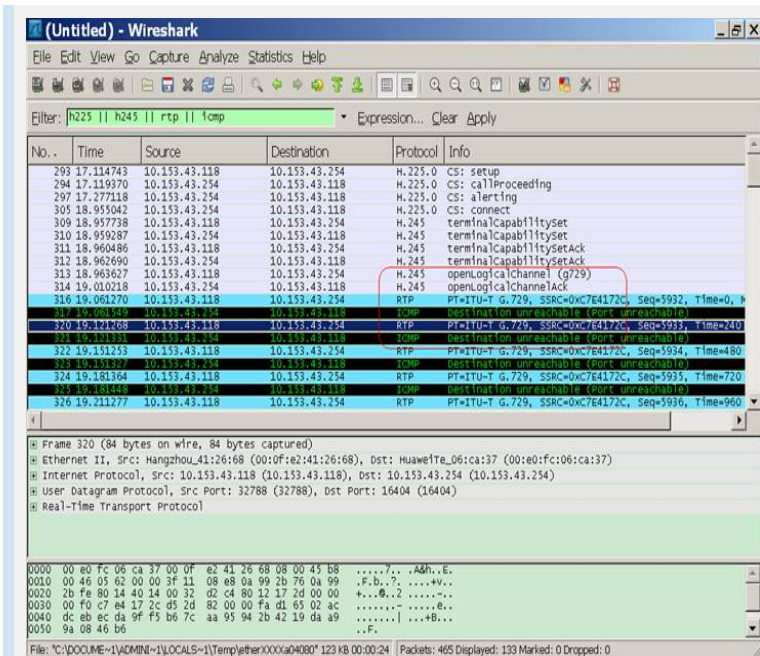 (Untitled) - Wireshark
File Edit View Go Capture Analyze Statistics Help
Filter: h225 || h245 || rtp || icmp Expression... Clear Apply
No. . Time Source Destination Protocol Info
293 17.114743 10.153.43.118 10.153.43.254 H.225.0 CS: setup
294 17.119370 10.153.43.254 10.153.43.118 H.225.0 CS: callProceeding
297 17.277118 10.153.43.254 10.153.43.118 H.225.0 CS: alerting
305 18.955042 10.153.43.254 10.153.43.118 H.225.0 CS: connect
309 18.957738 10.153.43.118 10.153.43.254 H.245 terminalCapabilitySet
310 18.959287 10.153.43.254 10.153.43.118 H.245 terminalCapabilitySet
311 18.960486 10.153.43.118 10.153.43.254 H.245 terminalCapabilitySetAck
312 18.962690 10.153.43.254 10.153.43.118 H.245 terminalCapabilitySetAck
313 18.963627 10.153.43.118 10.153.43.254 H.245 openLogicalChannel (g729)
314 19.010218 10.153.43.254 10.153.43.118 H.245 openLogicalChannelAck
316 19.061270 10.153.43.118 10.153.43.254 RTP PT=ITU-T G.729, SSRC=0xC7E4172C, Seq=5932, Time=0, M
317 19.061549 10.153.43.254 10.153.43.118 ICMP Destination unreachable (Port unreachable)
320 19.121268 10.153.43.118 10.153.43.254 RTP PT=ITU-T G.729, SSRC=0xC7E4172C, Seq=5933, Time=240
321 19.121331 10.153.43.254 10.153.43.118 ICMP Destination unreachable (Port unreachable)
322 19.151253 10.153.43.118 10.153.43.254 RTP PT=ITU-T G.729, SSRC=0xC7E4172C, Seq=5934, Time=480
323 19.151327 10.153.43.254 10.153.43.118 ICMP Destination unreachable (Port unreachable)
324 19.181364 10.153.43.118 10.153.43.254 RTP PT=ITU-T G.729, SSRC=0xC7E4172C, Seq=5935, Time=720
325 19.181448 10.153.43.254 10.153.43.118 ICMP Destination unreachable (Port unreachable)
326 19.211277 10.153.43.118 10.153.43.254 RTP PT=ITU-T G.729, SSRC=0xC7E4172C, Seq=5936, Time=960
Frame 320 (84 bytes on wire, 84 bytes captured)
Ethernet II, Src: Hangzhou_41:26:68 (00:0f:e2:41:26:68), Dst: HuaweiTe_06:ca:37 (00:e0:fc:06:ca:37)
Internet Protocol, Src: 10.153.43.118 (10.153.43.118), Dst: 10.153.43.254 (10.153.43.254)
User Datagram Protocol, Src Port: 32788 (32788), Dst Port: 16404 (16404)
Real-Time Transport Protocol
0000 00 e0 fc 06 ca 37 00 0f e2 41 26 68 08 00 45 b8 .....7.. .A&h..E.
0010 00 46 05 62 00 00 3f 11 08 e8 0a 99 2b 76 0a 99 .F.b..?. ....+v..
0020 2b fe 80 14 40 14 00 32 d2 c4 80 12 17 2d 00 00 +...@..2 .....-..
0030 00 f0 c7 e4 17 2c d5 2d 82 00 00 fa d1 65 02 ac .....,.- .....e..
0040 dc eb ec da 9f f5 b6 7c aa 95 94 2b 42 19 da a9 .......| ...+B...
0050 9a 08 46 b6 ..F.
File: "C:\DOCUME~1\ADMINI~1\LOCALS~1\Temp\etherXXXXa04080" 123 KB 00:00:24 Packets: 465 Displayed: 133 Marked: 0 Dropped: 0